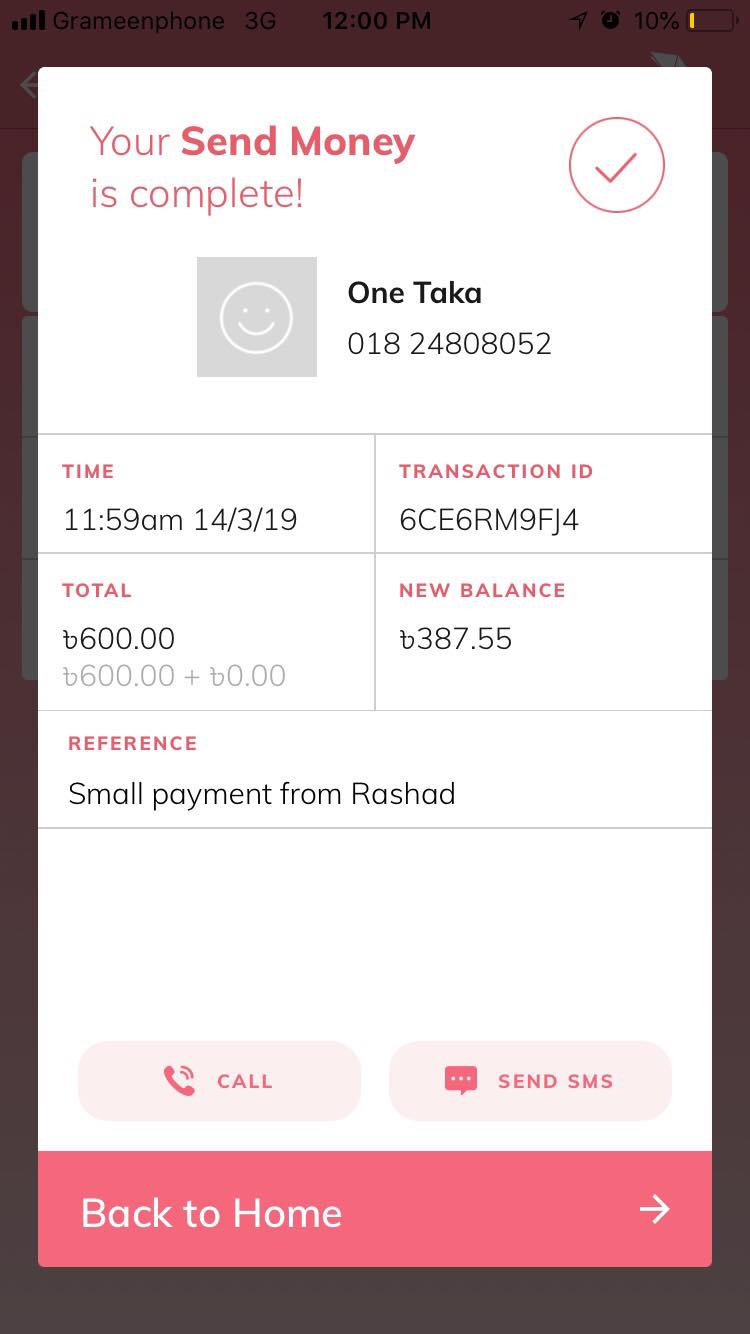 Grameenphone 3G 12:00 PM 10%
Your Send Money
is complete!
One Taka
018 24808052
TIME
11:59am 14/3/19
TRANSACTION ID
6CE6RM9FJ4
TOTAL
৳600.00
৳600.00 + ৳0.00
NEW BALANCE
৳387.55
REFERENCE
Small payment from Rashad
CALL
SEND SMS
Back to Home